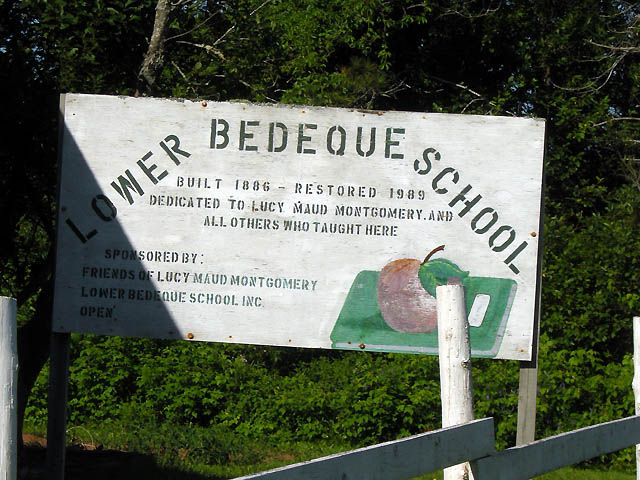 LOWER BEDEQUE SCHOOL
BUILT 1886 - RESTORED 1989
DEDICATED TO LUCY MAUD MONTGOMERY.AND
ALL OTHERS WHO TAUGHT HERE
SPONSORED BY:
FRIENDS OF LUCY MAUD MONTGOMERY
LOWER BEDEQUE SCHOOL INC.
OPEN